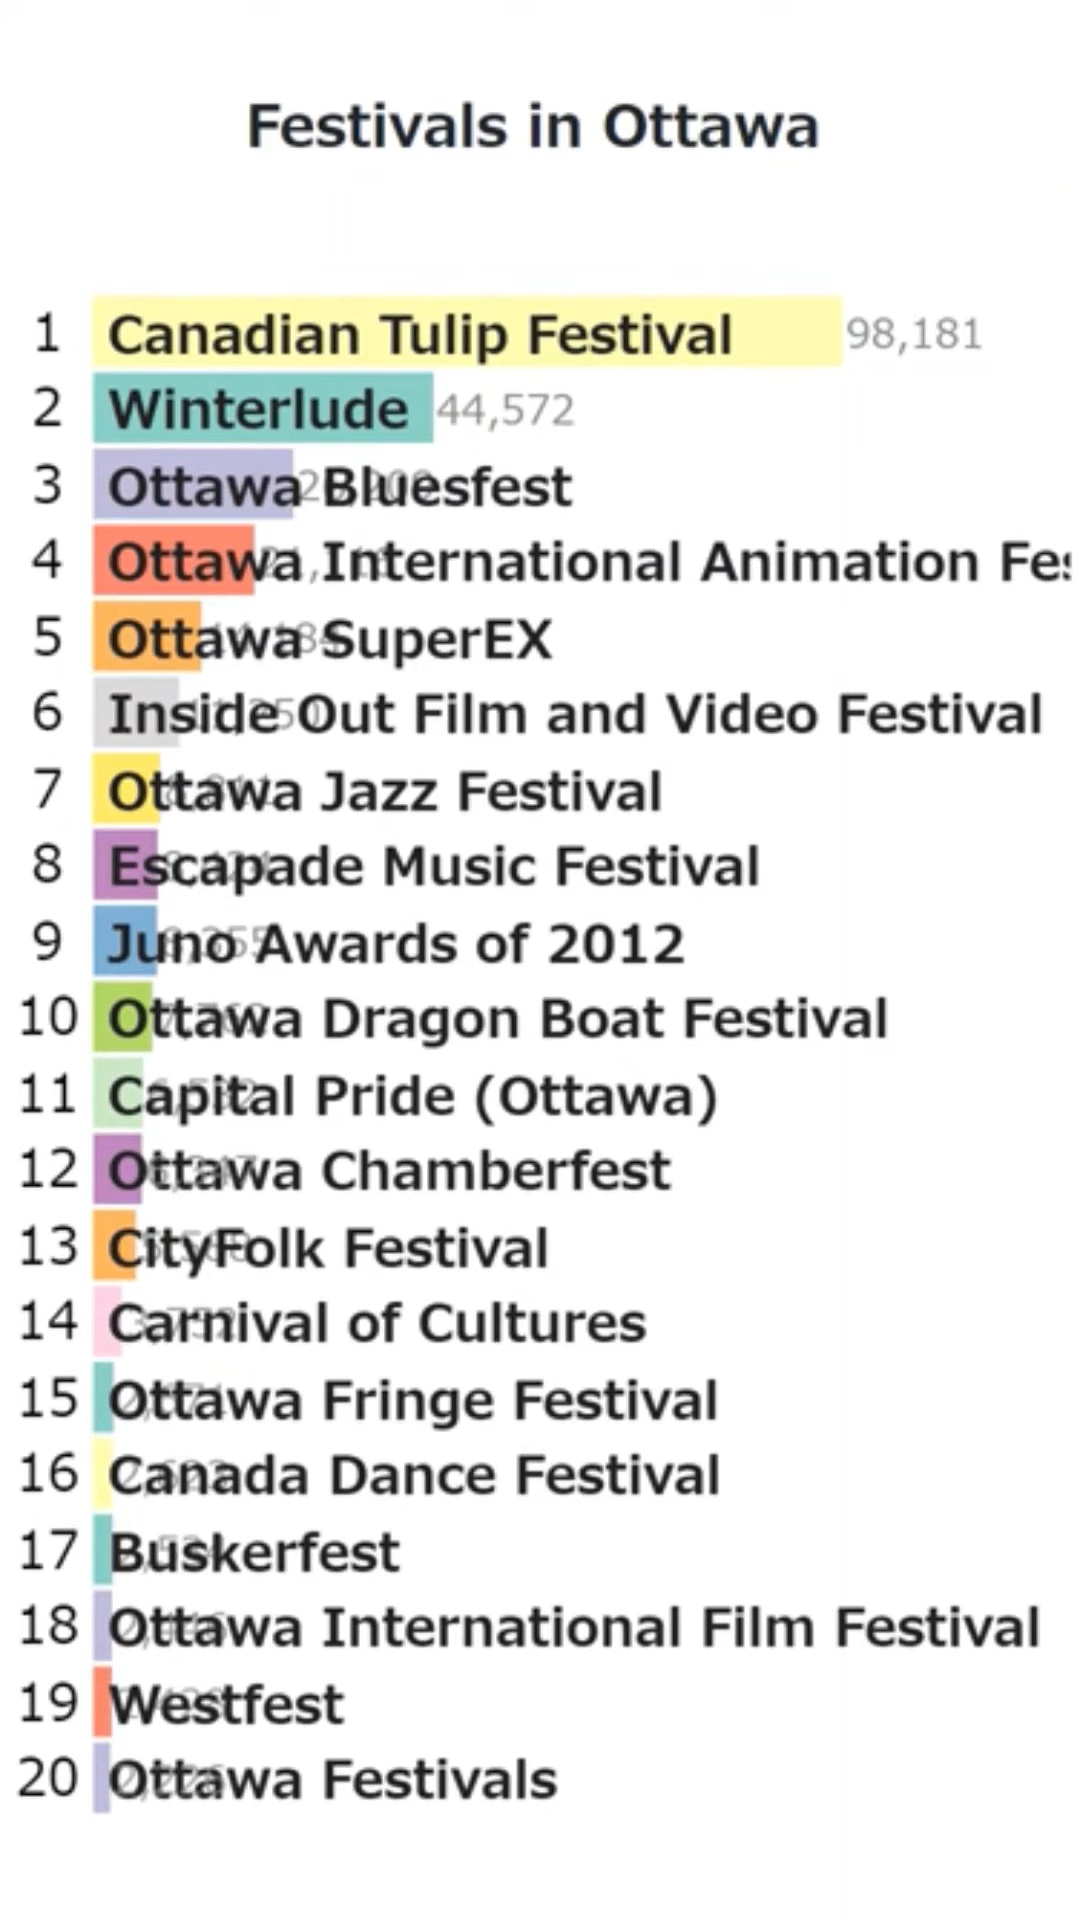 Festivals in Ottawa
1 Canadian Tulip Festival 98,181
2 Winterlude 44,572
3 Ottawa Bluesfest
4 Ottawa International Animation Fes
5 Ottawa SuperEX
6 Inside Out Film and Video Festival
7 Ottawa Jazz Festival
8 Escapade Music Festival
9 Juno Awards of 2012
10 Ottawa Dragon Boat Festival
11 Capital Pride (Ottawa)
12 Ottawa Chamberfest
13 CityFolk Festival
14 Carnival of Cultures
15 Ottawa Fringe Festival
16 Canada Dance Festival
17 Buskerfest
18 Ottawa International Film Festival
19 Westfest
20 Ottawa Festivals